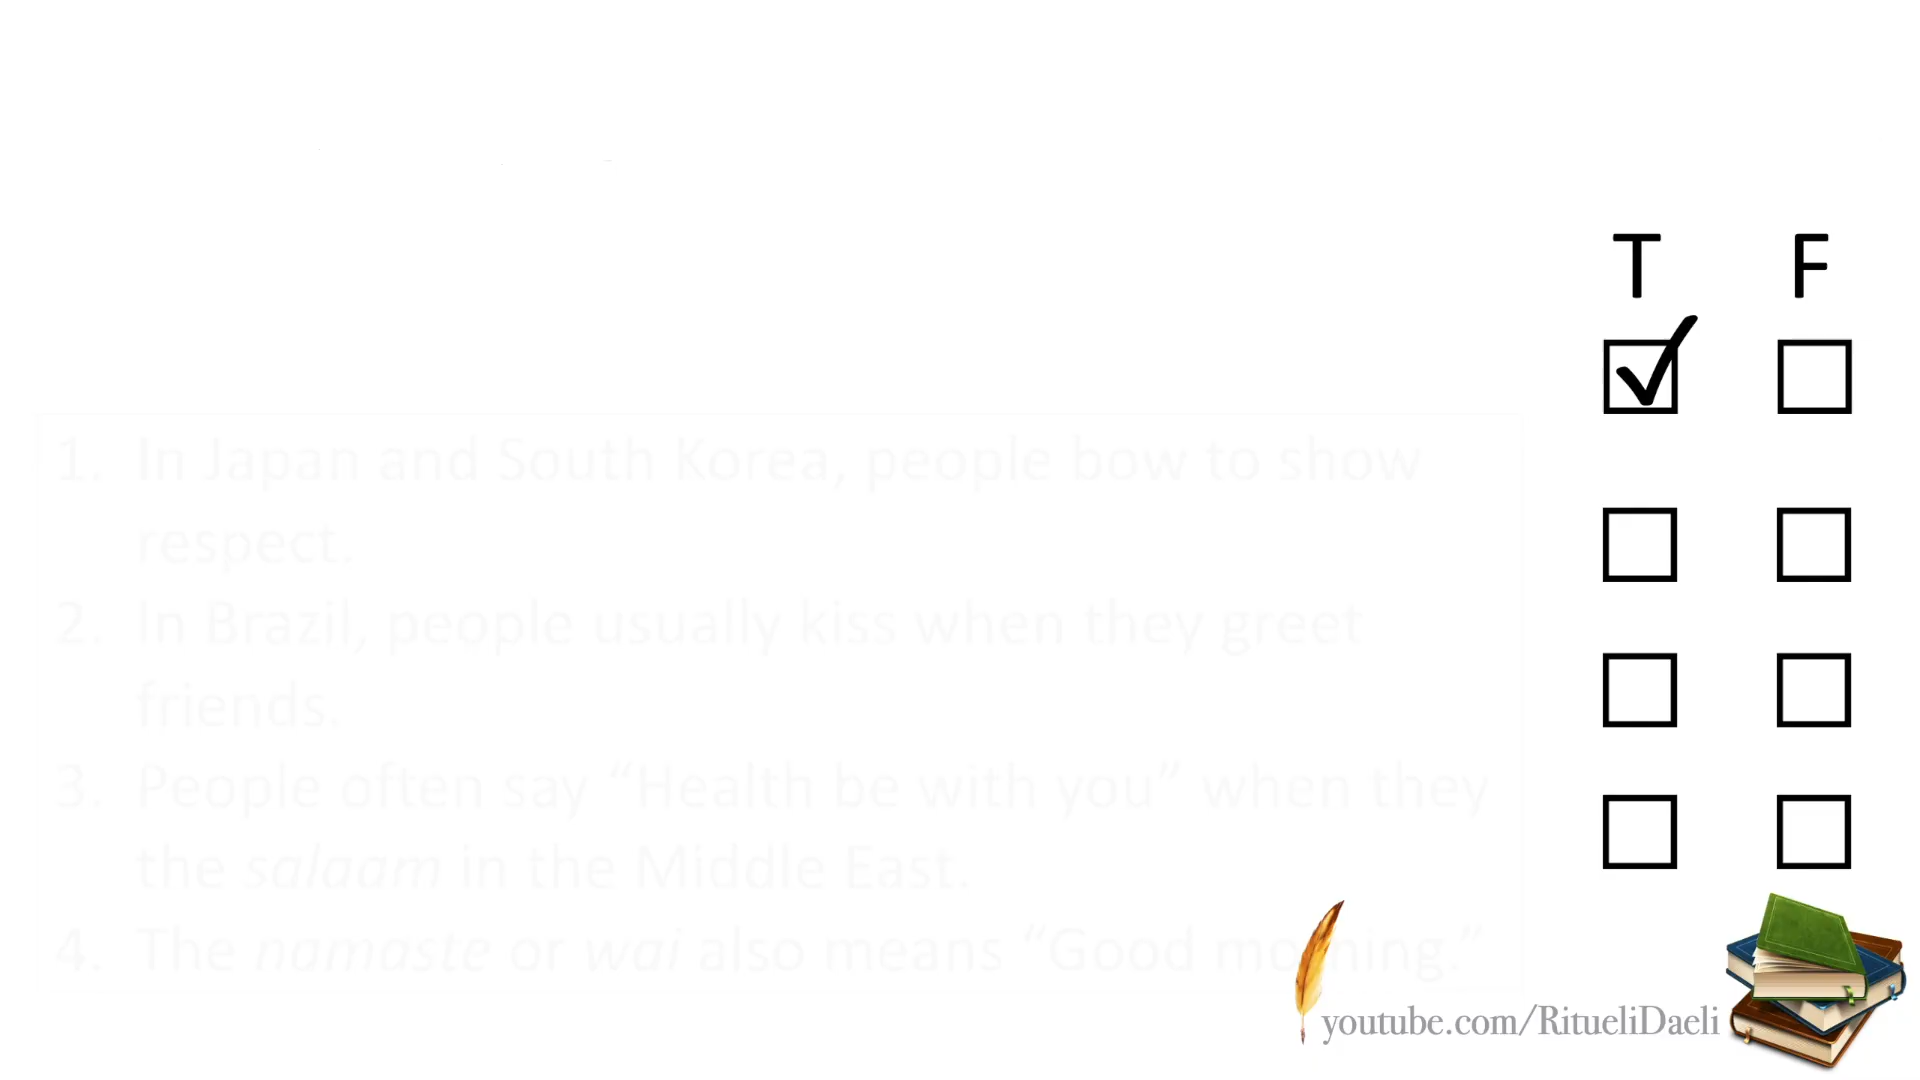 T F
1. In Japan and South Korea, people bow to show
respect.
2. In Brazil, people usually kiss when they greet
friends.
3. People often say “Health be with you” when they
the salaam in the Middle East.
4. The namaste or wai also means “Good morning.”
youtube.com/RitueliDaeli